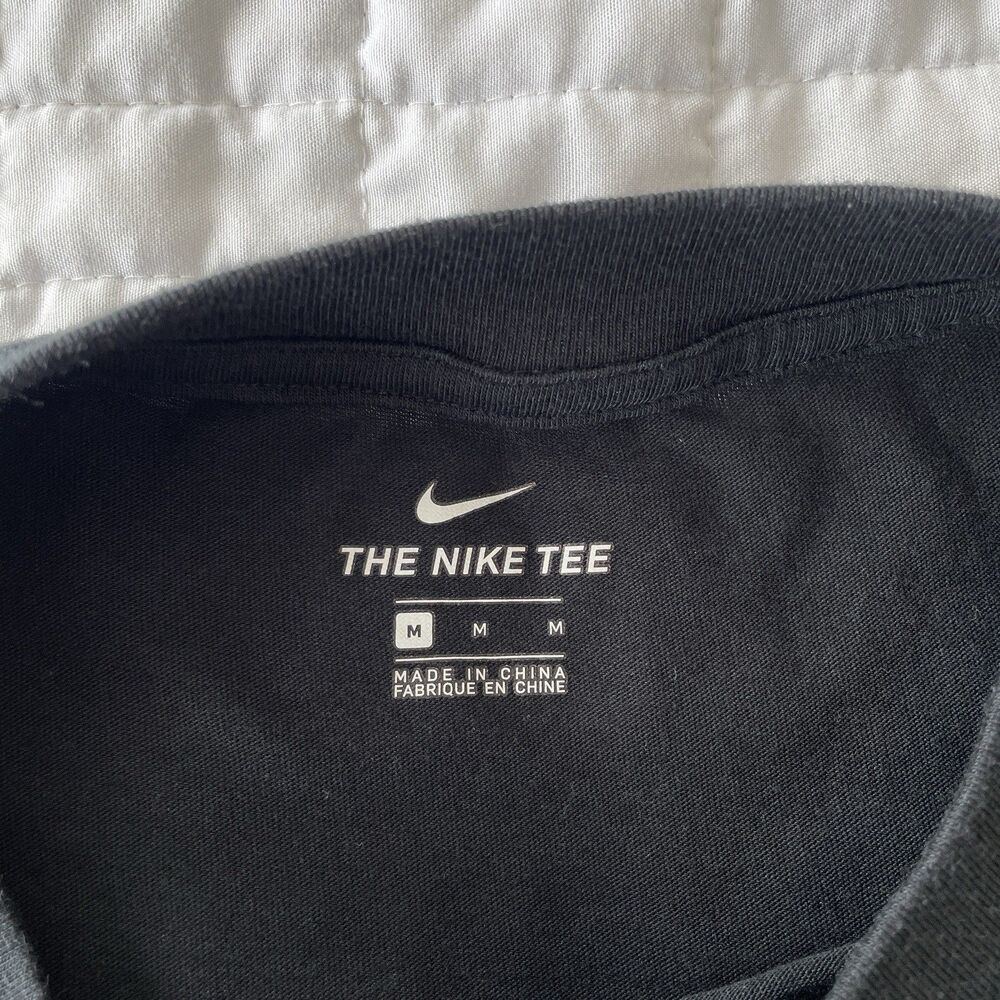 THE NIKE TEE
M M M
MADE IN CHINA
FABRIQUE EN CHINE